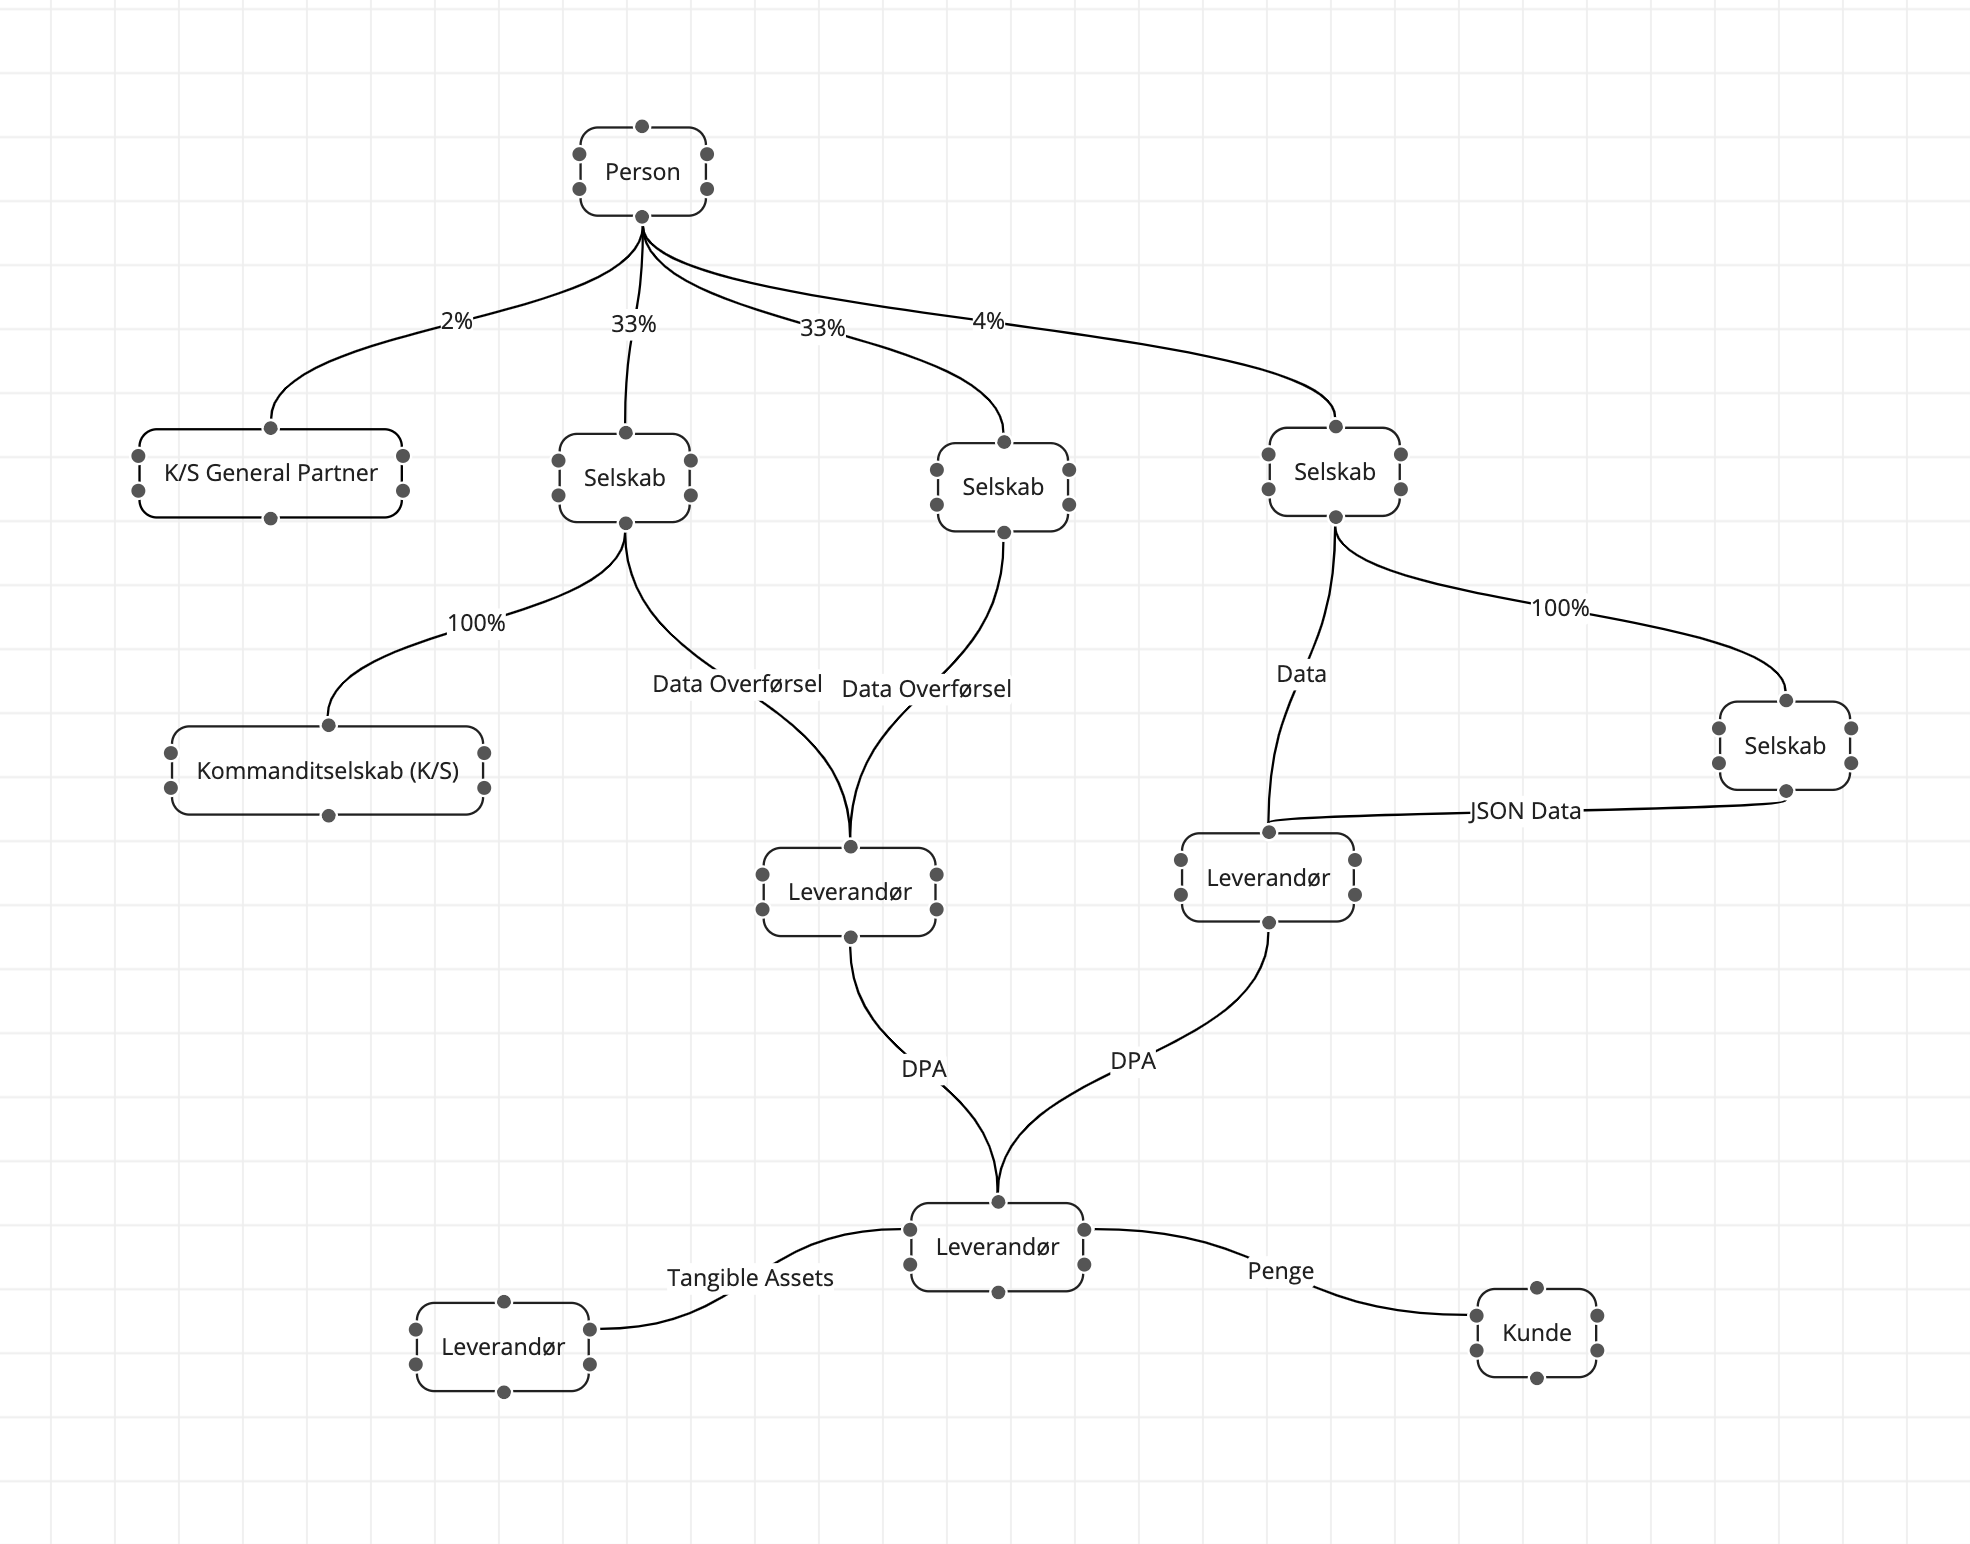 Person
2%
33%
33%
4%
K/S General Partner
Selskab
Selskab
Selskab
100%
100%
Data Overførsel
Data Overførsel
Data
Kommanditselskab (K/S)
Selskab
JSON Data
Leverandør
Leverandør
DPA
DPA
Leverandør
Tangible Assets
Penge
Leverandør
Kunde